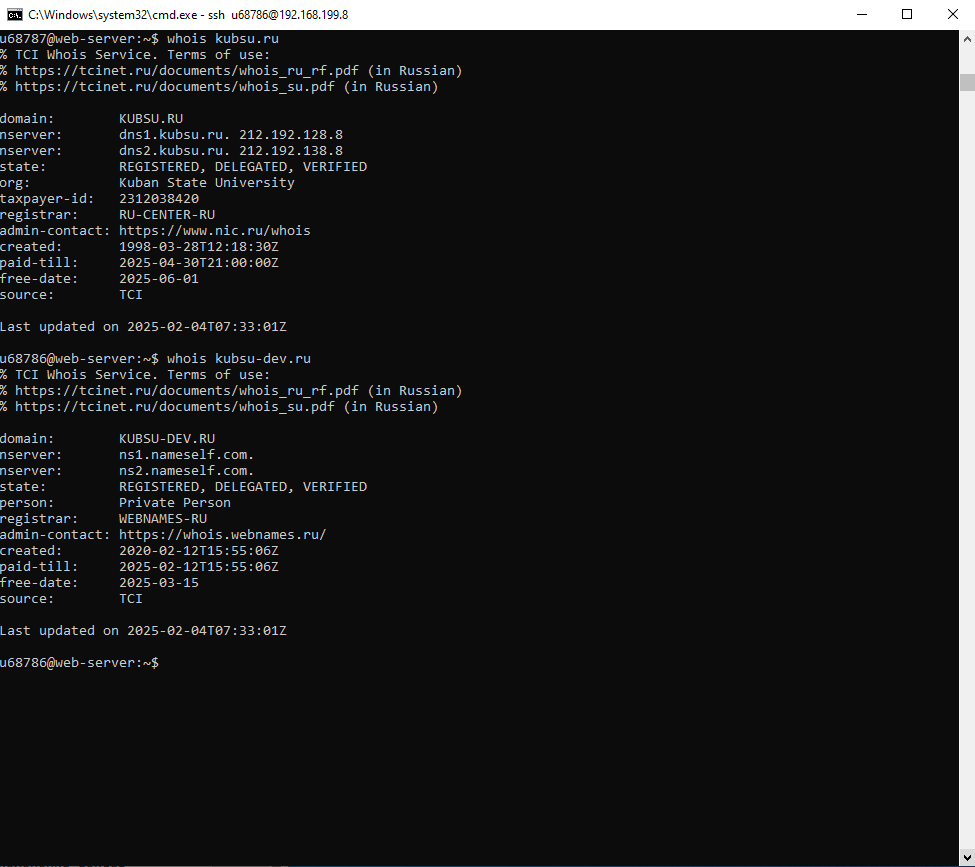 C:\Windows\system32\cmd.exe - ssh u68786@192.168.199.8
u68787@web-server:~$ whois kubsu.ru
% TCI Whois Service. Terms of use:
% https://tcinet.ru/documents/whois_ru_rf.pdf (in Russian)
% https://tcinet.ru/documents/whois_su.pdf (in Russian)
domain: KUBSU.RU
nserver: dns1.kubsu.ru. 212.192.128.8
nserver: dns2.kubsu.ru. 212.192.138.8
state: REGISTERED, DELEGATED, VERIFIED
org: Kuban State University
taxpayer-id: 2312038420
registrar: RU-CENTER-RU
admin-contact: https://www.nic.ru/whois
created: 1998-03-28T12:18:30Z
paid-till: 2025-04-30T21:00:00Z
free-date: 2025-06-01
source: TCI
Last updated on 2025-02-04T07:33:01Z
u68786@web-server:~$ whois kubsu-dev.ru
% TCI Whois Service. Terms of use:
% https://tcinet.ru/documents/whois_ru_rf.pdf (in Russian)
% https://tcinet.ru/documents/whois_su.pdf (in Russian)
domain: KUBSU-DEV.RU
nserver: ns1.nameself.com.
nserver: ns2.nameself.com.
state: REGISTERED, DELEGATED, VERIFIED
person: Private Person
registrar: WEBNAMES-RU
admin-contact: https://whois.webnames.ru/
created: 2020-02-12T15:55:06Z
paid-till: 2025-02-12T15:55:06Z
free-date: 2025-03-15
source: TCI
Last updated on 2025-02-04T07:33:01Z
u68786@web-server:~$